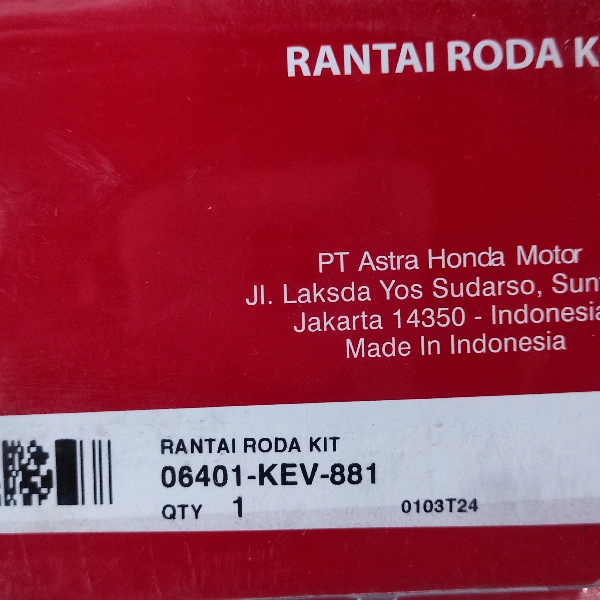 RANTAI RODA K
PT Astra Honda Motor
Jl. Laksda Yos Sudarso, Sun
Jakarta 14350 - Indonesia
Made In Indonesia
RANTAI RODA KIT
06401-KEV-881
QTY 1 0103T24